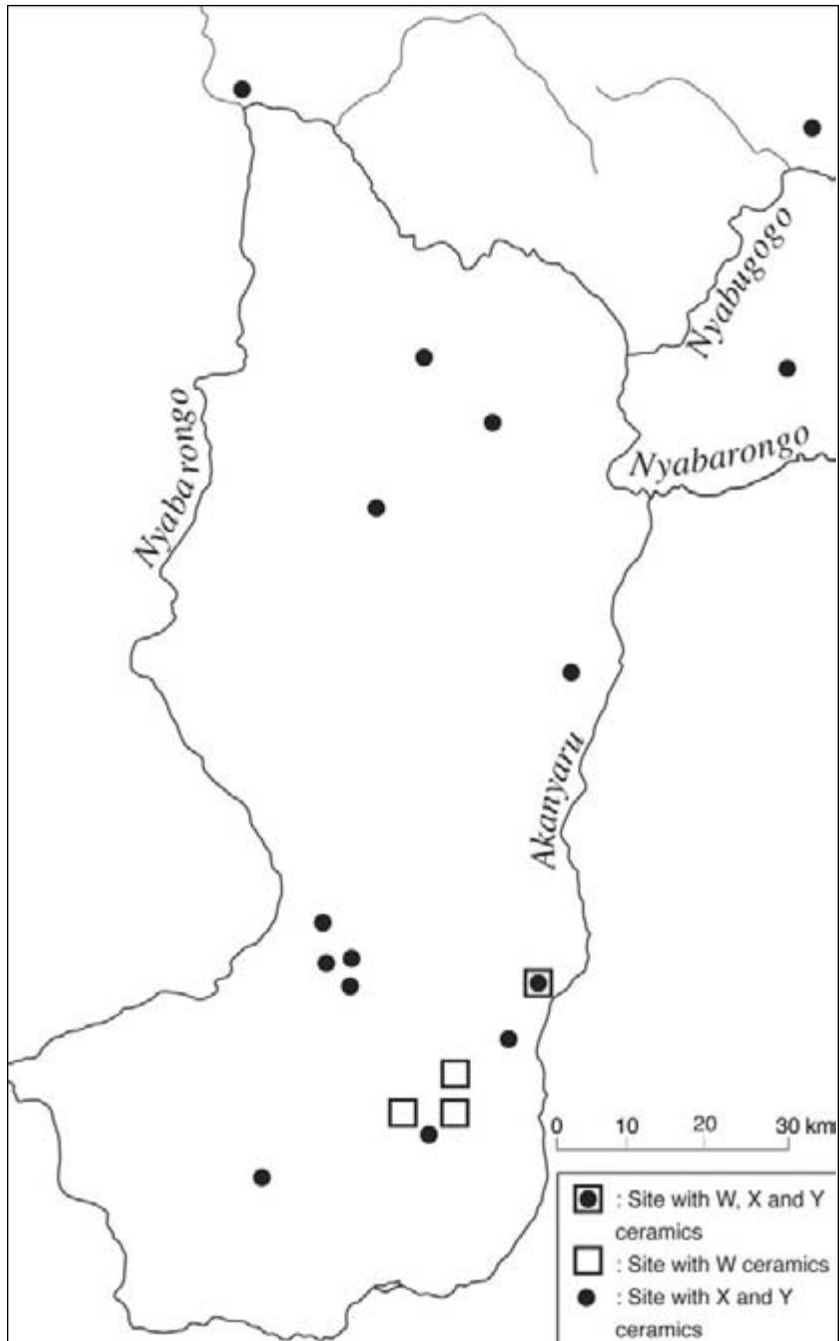 Nyabugogo
Nyabarongo
Nyabarongo
Akanyaru
0 10 20 30 km
: Site with W, X and Y
ceramics
: Site with W ceramics
: Site with X and Y
ceramics